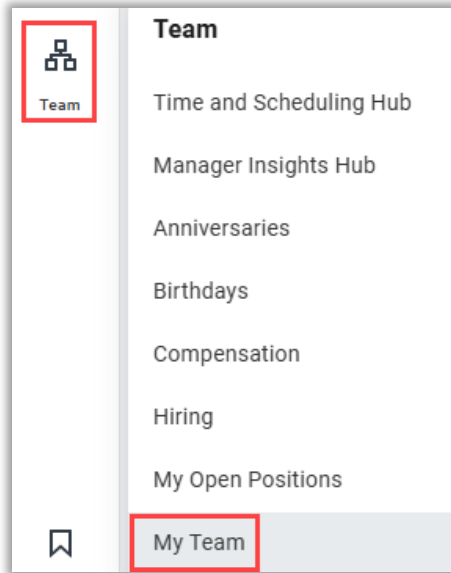 Team
Team
Time and Scheduling Hub
Manager Insights Hub
Anniversaries
Birthdays
Compensation
Hiring
My Open Positions
My Team